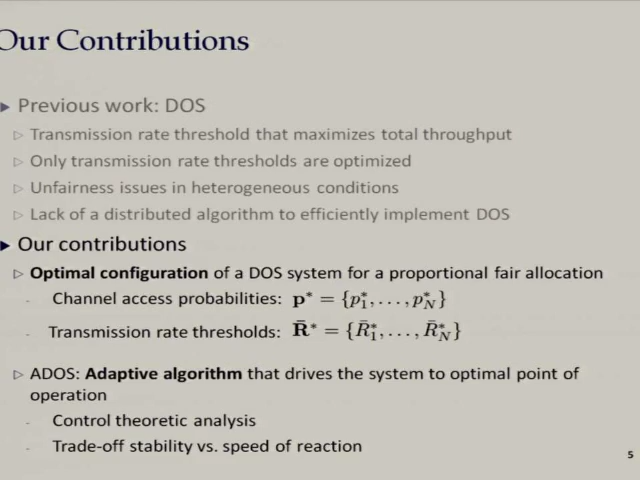 Our Contributions
Previous work: DOS
Transmission rate threshold that maximizes total throughput
Only transmission rate thresholds are optimized
Unfairness issues in heterogeneous conditions
Lack of a distributed algorithm to efficiently implement DOS
Our contributions
Optimal configuration of a DOS system for a proportional fair allocation
- Channel access probabilities: p* = {p₁*, . . . , p_N*}
- Transmission rate thresholds: R̄* = {R̄₁*, . . . , R̄_N*}
ADOS: Adaptive algorithm that drives the system to optimal point of
operation
- Control theoretic analysis
- Trade-off stability vs. speed of reaction
5